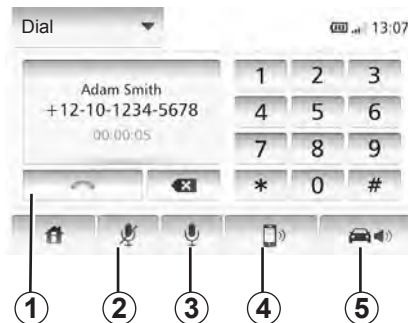 Dial 13:07
Adam Smith
+12-10-1234-5678
00:00:05
1 2 3
4 5 6
7 8 9
* 0 #
1 2 3 4 5